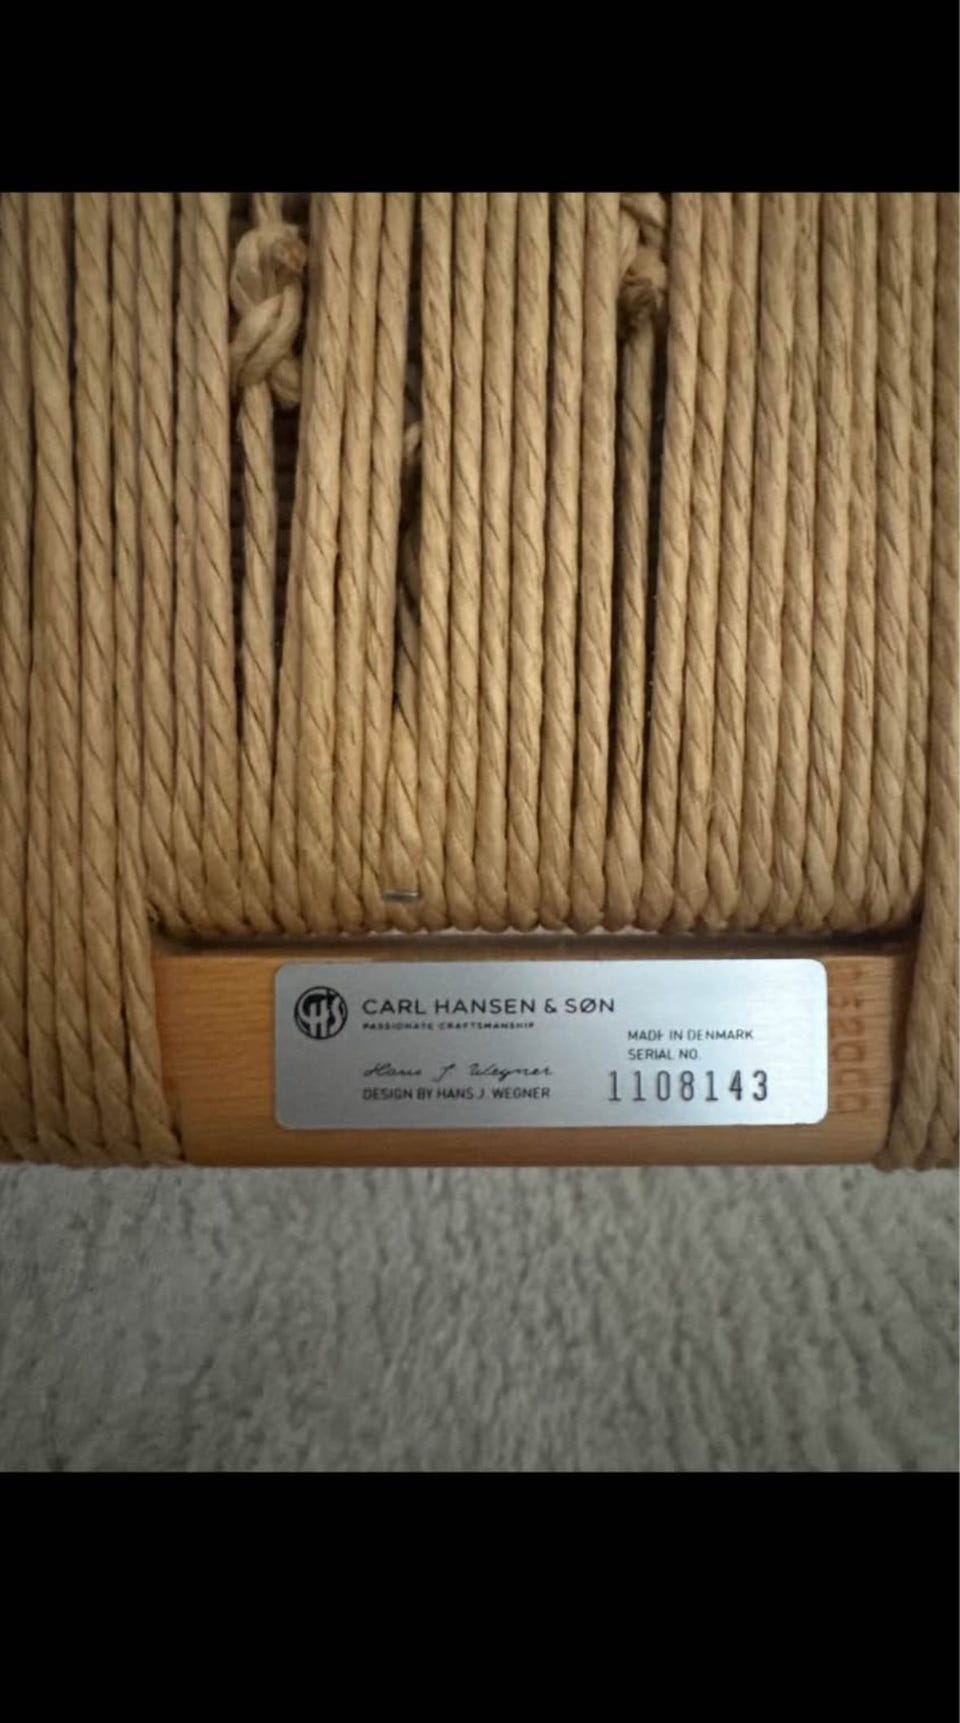 CHS
CARL HANSEN & SØN
PASSIONATE CRAFTSMANSHIP
Hans J Wegner
DESIGN BY HANS J. WEGNER
MADE IN DENMARK
SERIAL NO.
1108143